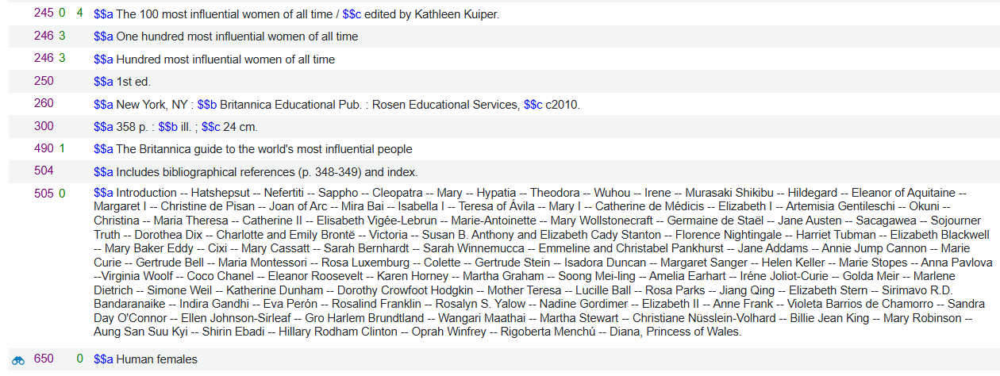 245 0 4 $$a The 100 most influential women of all time / $$c edited by Kathleen Kuiper.
246 3 $$a One hundred most influential women of all time
246 3 $$a Hundred most influential women of all time
250 $$a 1st ed.
260 $$a New York, NY : $$b Britannica Educational Pub. : Rosen Educational Services, $$c c2010.
300 $$a 358 p. : $$b ill. ; $$c 24 cm.
490 1 $$a The Britannica guide to the world's most influential people
504 $$a Includes bibliographical references (p. 348-349) and index.
505 0 $$a Introduction -- Hatshepsut -- Nefertiti -- Sappho -- Cleopatra -- Mary -- Hypatia -- Theodora -- Wuhou -- Irene -- Murasaki Shikibu -- Hildegard -- Eleanor of Aquitaine --
Margaret I -- Christine de Pisan -- Joan of Arc -- Mira Bai -- Isabella I -- Teresa of Ávila -- Mary I -- Catherine de Médicis -- Elizabeth I -- Artemisia Gentileschi -- Okuni --
Christina -- Maria Theresa -- Catherine II -- Elisabeth Vigée-Lebrun -- Marie-Antoinette -- Mary Wollstonecraft -- Germaine de Staël -- Jane Austen -- Sacagawea -- Sojourner
Truth -- Dorothea Dix -- Charlotte and Emily Brontë -- Victoria -- Susan B. Anthony and Elizabeth Cady Stanton -- Florence Nightingale -- Harriet Tubman -- Elizabeth Blackwell
-- Mary Baker Eddy -- Cixi -- Mary Cassatt -- Sarah Bernhardt -- Sarah Winnemucca -- Emmeline and Christabel Pankhurst -- Jane Addams -- Annie Jump Cannon -- Marie
Curie -- Gertrude Bell -- Maria Montessori -- Rosa Luxemburg -- Colette -- Gertrude Stein -- Isadora Duncan -- Margaret Sanger -- Helen Keller -- Marie Stopes -- Anna Pavlova
--Virginia Woolf -- Coco Chanel -- Eleanor Roosevelt -- Karen Horney -- Martha Graham -- Soong Mei-ling -- Amelia Earhart -- Iréne Joliot-Curie -- Golda Meir -- Marlene
Dietrich -- Simone Weil -- Katherine Dunham -- Dorothy Crowfoot Hodgkin -- Mother Teresa -- Lucille Ball -- Rosa Parks -- Jiang Qing -- Elizabeth Stern -- Sirimavo R.D.
Bandaranaike -- Indira Gandhi -- Eva Perón -- Rosalind Franklin -- Rosalyn S. Yalow -- Nadine Gordimer -- Elizabeth II -- Anne Frank -- Violeta Barrios de Chamorro -- Sandra
Day O'Connor -- Ellen Johnson-Sirleaf -- Gro Harlem Brundtland -- Wangari Maathai -- Martha Stewart -- Christiane Nüsslein-Volhard -- Billie Jean King -- Mary Robinson --
Aung San Suu Kyi -- Shirin Ebadi -- Hillary Rodham Clinton -- Oprah Winfrey -- Rigoberta Menchú -- Diana, Princess of Wales.
650 0 $$a Human females